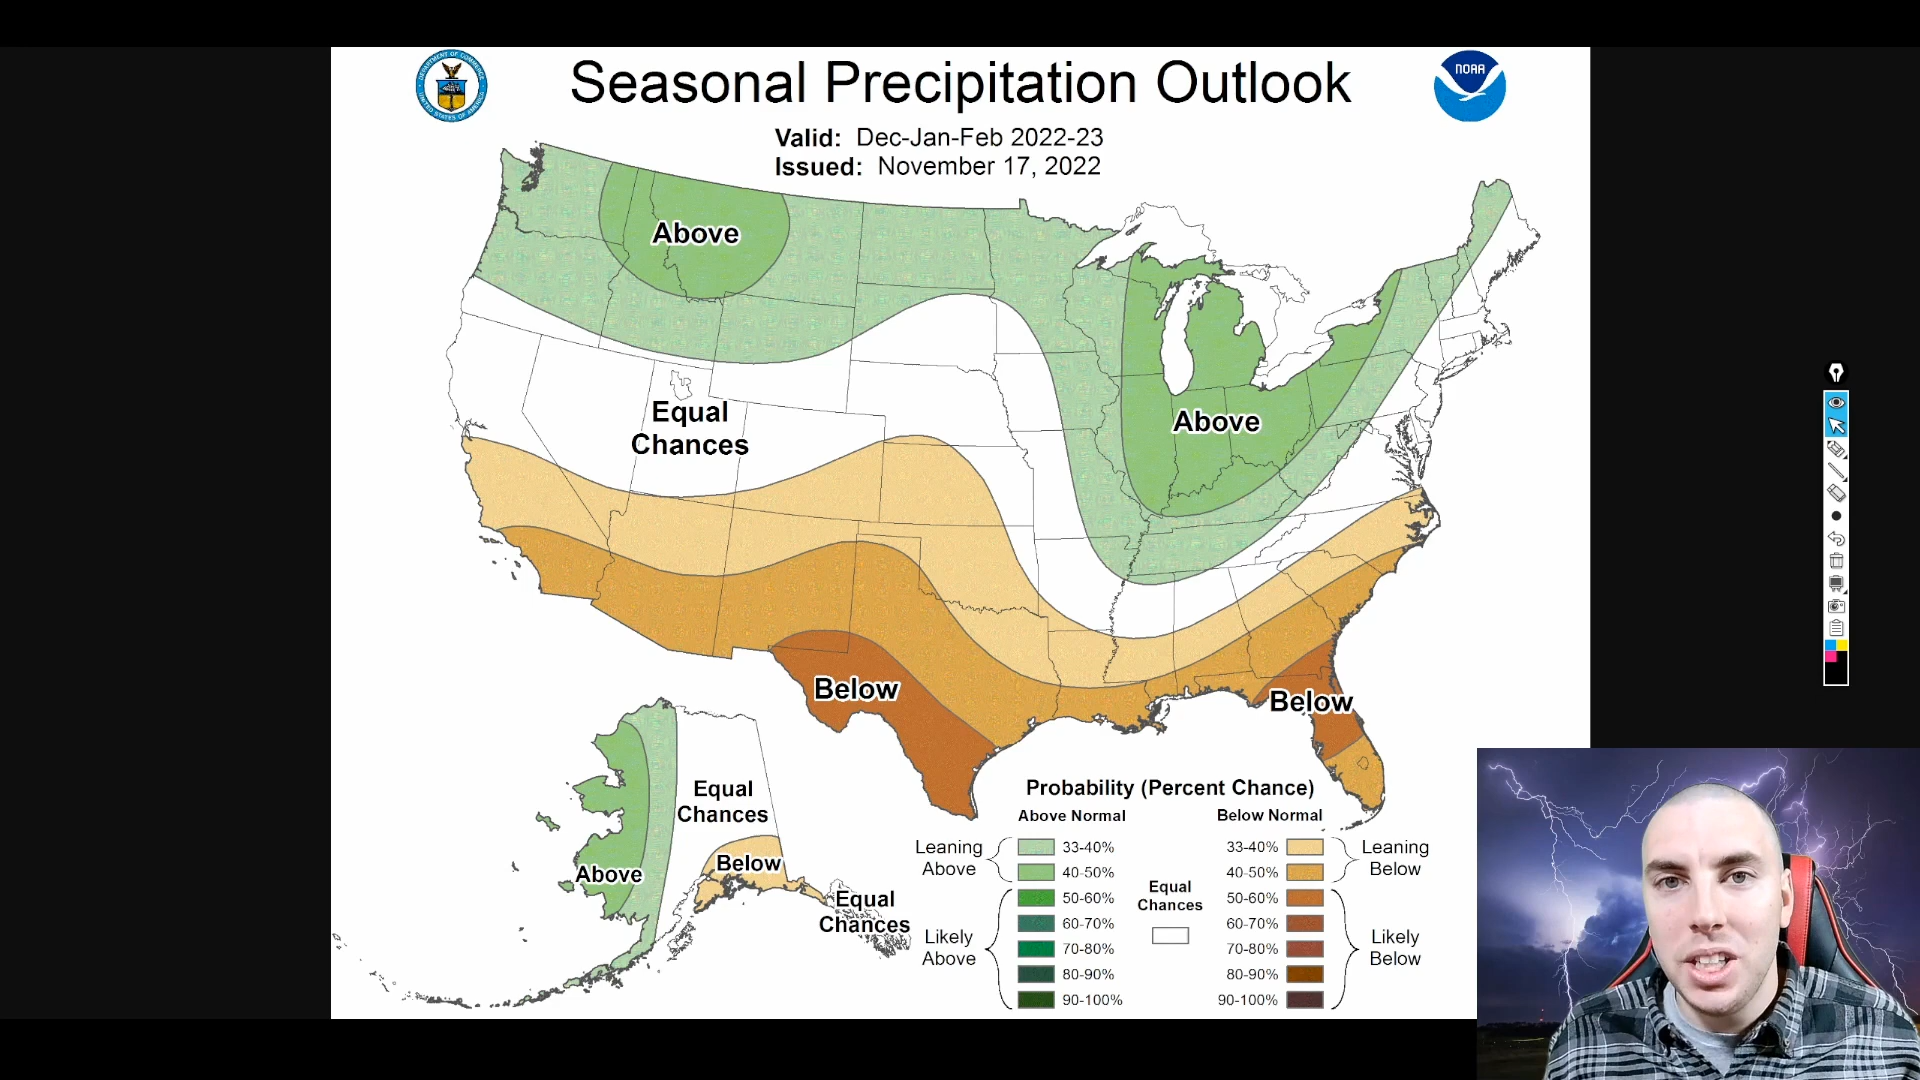 Seasonal Precipitation Outlook
NOAA
Valid: Dec-Jan-Feb 2022-23
Issued: November 17, 2022
Above
Equal
Chances
Above
Below
Below
Equal
Chances
Above
Below
Equal
Chances
Probability (Percent Chance)
Above Normal
Below Normal
Leaning
Above
33-40%
40-50%
50-60%
60-70%
70-80%
80-90%
90-100%
Likely
Above
Equal
Chances
33-40%
40-50%
50-60%
60-70%
70-80%
80-90%
90-100%
Leaning
Below
Likely
Below